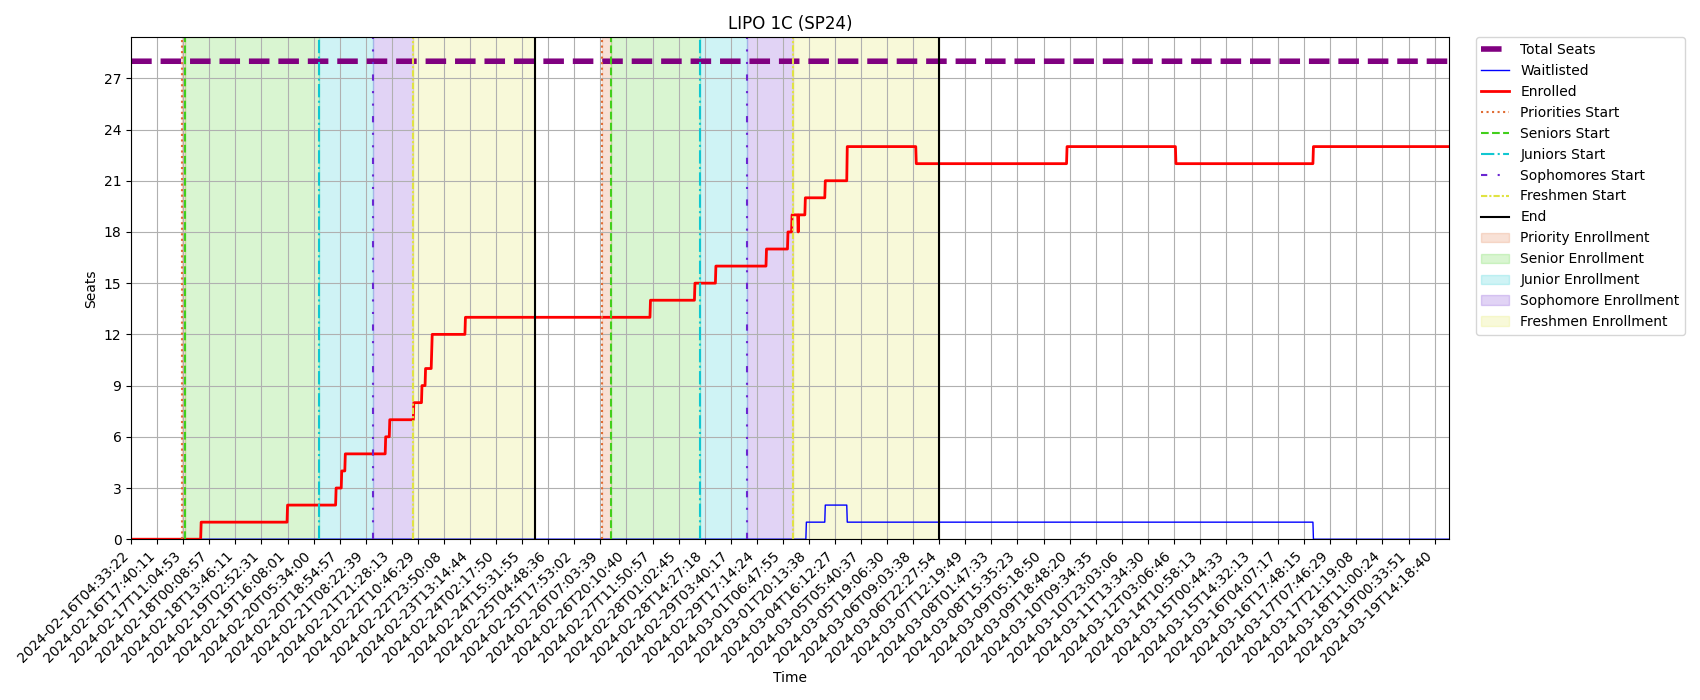 LIPO 1C (SP24)
Seats
27
24
21
18
15
12
9
6
3
0
2024-02-16T04:33:22
2024-02-16T17:40:11
2024-02-17T11:04:53
2024-02-18T00:08:57
2024-02-18T13:46:11
2024-02-19T02:52:31
2024-02-19T16:08:01
2024-02-20T05:34:00
2024-02-20T18:54:57
2024-02-21T08:22:39
2024-02-21T21:28:13
2024-02-22T10:46:29
2024-02-22T23:50:08
2024-02-23T13:14:44
2024-02-24T02:17:50
2024-02-24T15:31:55
2024-02-25T04:48:36
2024-02-25T17:53:02
2024-02-26T07:03:39
2024-02-26T20:10:40
2024-02-27T11:50:57
2024-02-28T01:02:45
2024-02-28T14:27:18
2024-02-29T03:40:17
2024-02-29T17:14:24
2024-03-01T06:47:55
2024-03-01T20:13:38
2024-03-04T16:12:27
2024-03-05T05:40:37
2024-03-05T19:06:30
2024-03-06T09:03:38
2024-03-06T22:27:54
2024-03-07T12:19:49
2024-03-08T01:47:33
2024-03-08T15:35:23
2024-03-09T05:18:50
2024-03-09T18:48:20
2024-03-10T09:34:35
2024-03-10T23:03:06
2024-03-11T13:34:30
2024-03-12T03:06:46
2024-03-14T10:58:13
2024-03-15T00:44:33
2024-03-15T14:32:13
2024-03-16T04:07:17
2024-03-16T17:48:15
2024-03-17T07:46:29
2024-03-17T21:19:08
2024-03-18T11:00:24
2024-03-19T00:33:51
2024-03-19T14:18:40
Time
Total Seats
Waitlisted
Enrolled
Priorities Start
Seniors Start
Juniors Start
Sophomores Start
Freshmen Start
End
Priority Enrollment
Senior Enrollment
Junior Enrollment
Sophomore Enrollment
Freshmen Enrollment